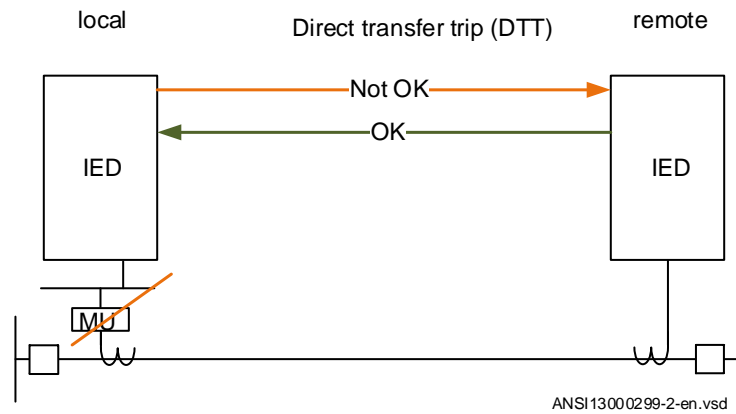 local
Direct transfer trip (DTT)
remote
Not OK
OK
IED
IED
MU
ANSI13000299-2-en.vsd